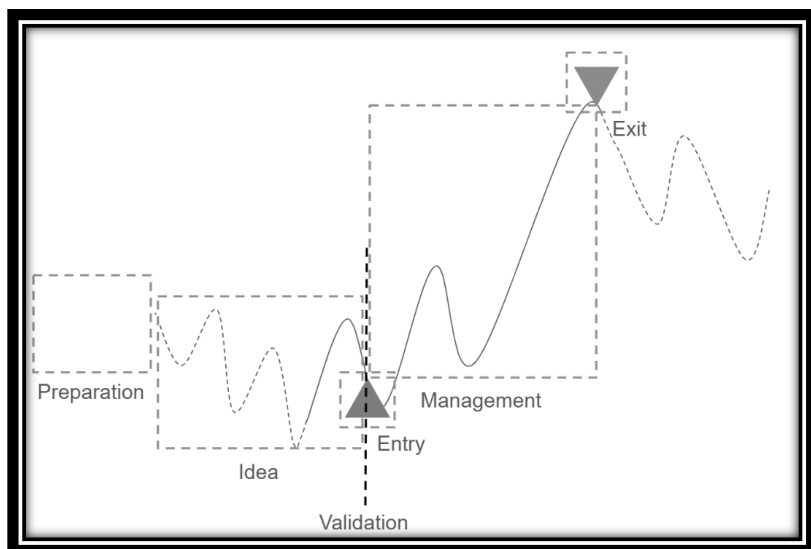 Exit
Preparation
Management
Entry
Idea
Validation